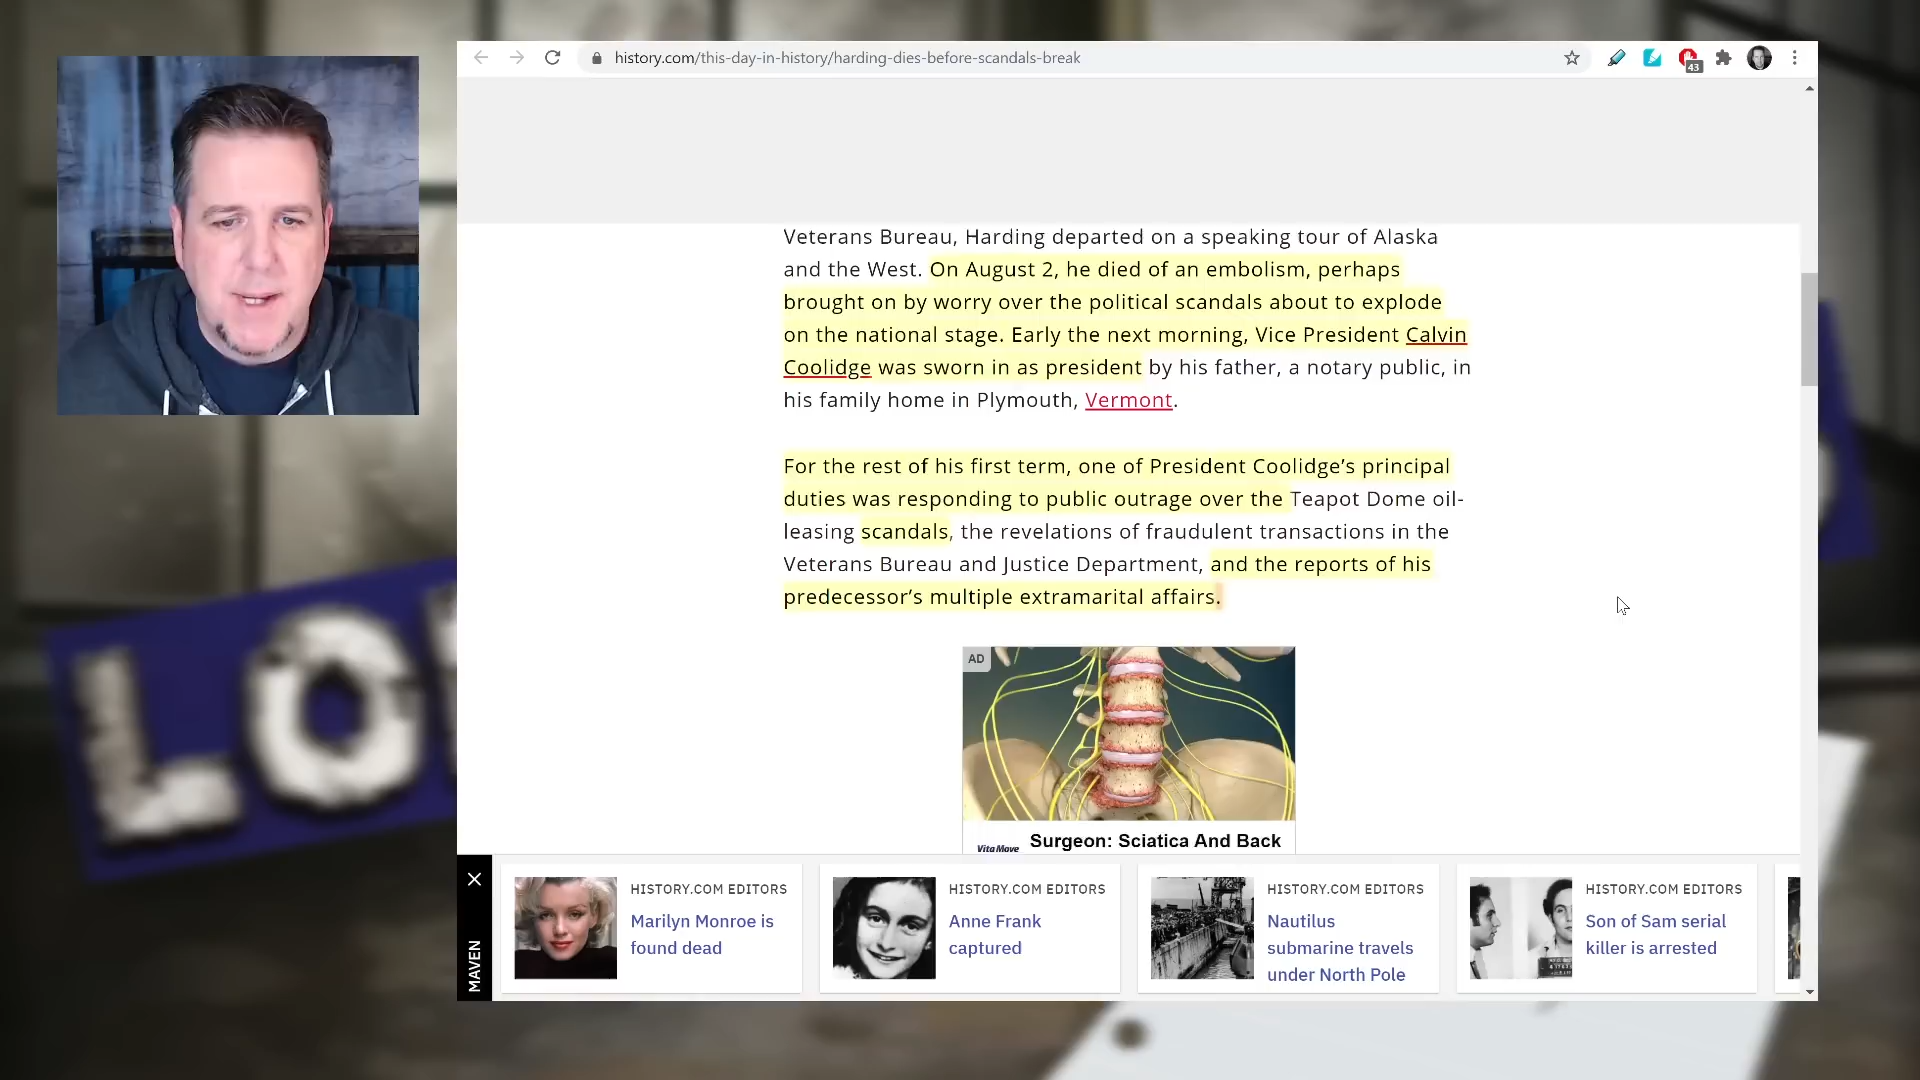 history.com/this-day-in-history/harding-dies-before-scandals-break
43
Veterans Bureau, Harding departed on a speaking tour of Alaska
and the West. On August 2, he died of an embolism, perhaps
brought on by worry over the political scandals about to explode
on the national stage. Early the next morning, Vice President Calvin
Coolidge was sworn in as president by his father, a notary public, in
his family home in Plymouth, Vermont.
For the rest of his first term, one of President Coolidge’s principal
duties was responding to public outrage over the Teapot Dome oil-
leasing scandals, the revelations of fraudulent transactions in the
Veterans Bureau and Justice Department, and the reports of his
predecessor’s multiple extramarital affairs.
AD
VitaMove
Surgeon: Sciatica And Back
MAVEN
HISTORY.COM EDITORS
Marilyn Monroe is
found dead
HISTORY.COM EDITORS
Anne Frank
captured
HISTORY.COM EDITORS
Nautilus
submarine travels
under North Pole
HISTORY.COM EDITORS
Son of Sam serial
killer is arrested
LO